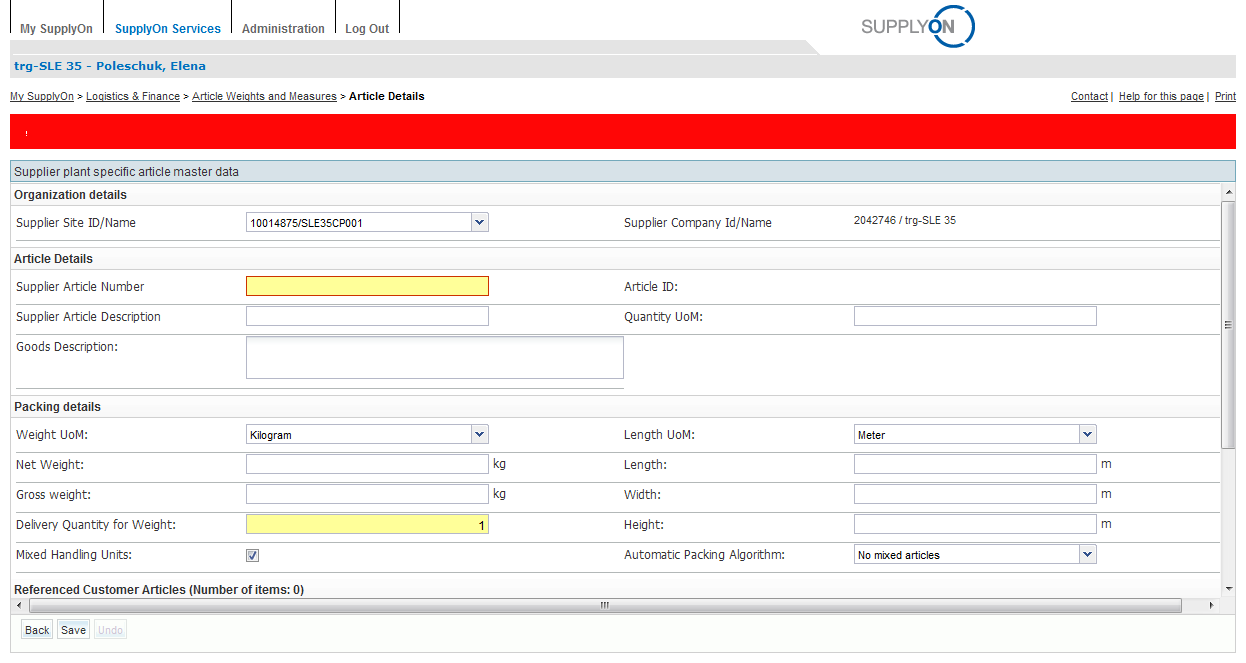 My SupplyOn SupplyOn Services Administration Log Out SUPPLYON
trg-SLE 35 - Poleschuk, Elena
My SupplyOn > Logistics & Finance > Article Weights and Measures > Article Details Contact | Help for this page | Print
!
Supplier plant specific article master data
Organization details
Supplier Site ID/Name 10014875/SLE35CP001 Supplier Company Id/Name 2042746 / trg-SLE 35
Article Details
Supplier Article Number Article ID:
Supplier Article Description Quantity UoM:
Goods Description:
Packing details
Weight UoM: Kilogram Length UoM: Meter
Net Weight: kg Length: m
Gross weight: kg Width: m
Delivery Quantity for Weight: 1 Height: m
Mixed Handling Units: Automatic Packing Algorithm: No mixed articles
Referenced Customer Articles (Number of items: 0)
Back Save Undo